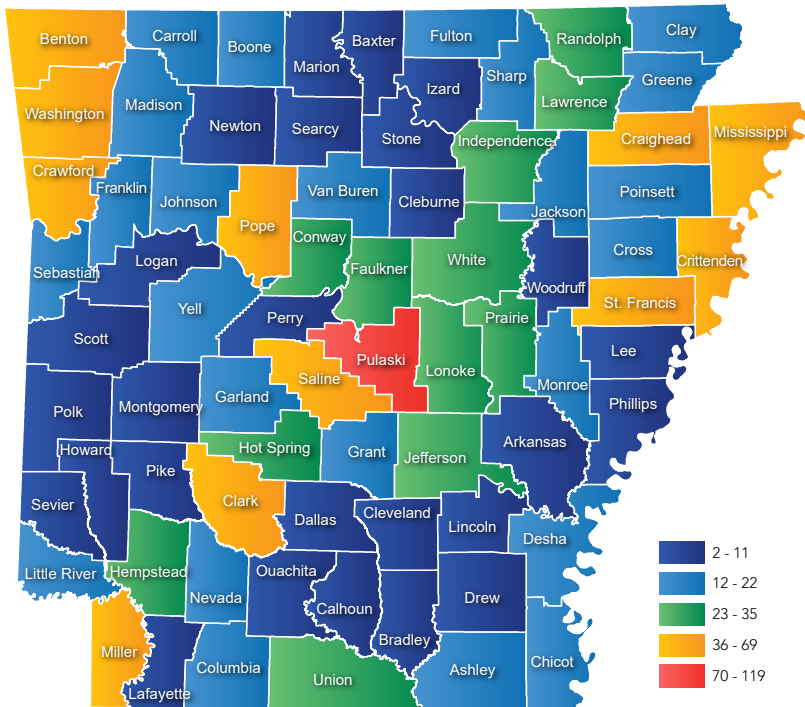 Benton
Carroll
Boone
Marion
Baxter
Fulton
Randolph
Clay
Izard
Sharp
Greene
Washington
Madison
Lawrence
Newton
Searcy
Stone
Independence
Craighead
Mississippi
Crawford
Franklin
Johnson
Van Buren
Cleburne
Poinsett
Jackson
Pope
Conway
Logan
White
Cross
Crittenden
Sebastian
Faulkner
Woodruff
Yell
St. Francis
Perry
Prairie
Scott
Pulaski
Lee
Saline
Lonoke
Monroe
Garland
Phillips
Polk
Montgomery
Howard
Hot Spring
Grant
Jefferson
Arkansas
Pike
Sevier
Clark
Dallas
Cleveland
Lincoln
Desha
2 - 11
Little River
Hempstead
Ouachita
12 - 22
Nevada
Calhoun
Drew
23 - 35
Miller
Bradley
36 - 69
Columbia
Ashley
Chicot
70 - 119
Lafayette
Union